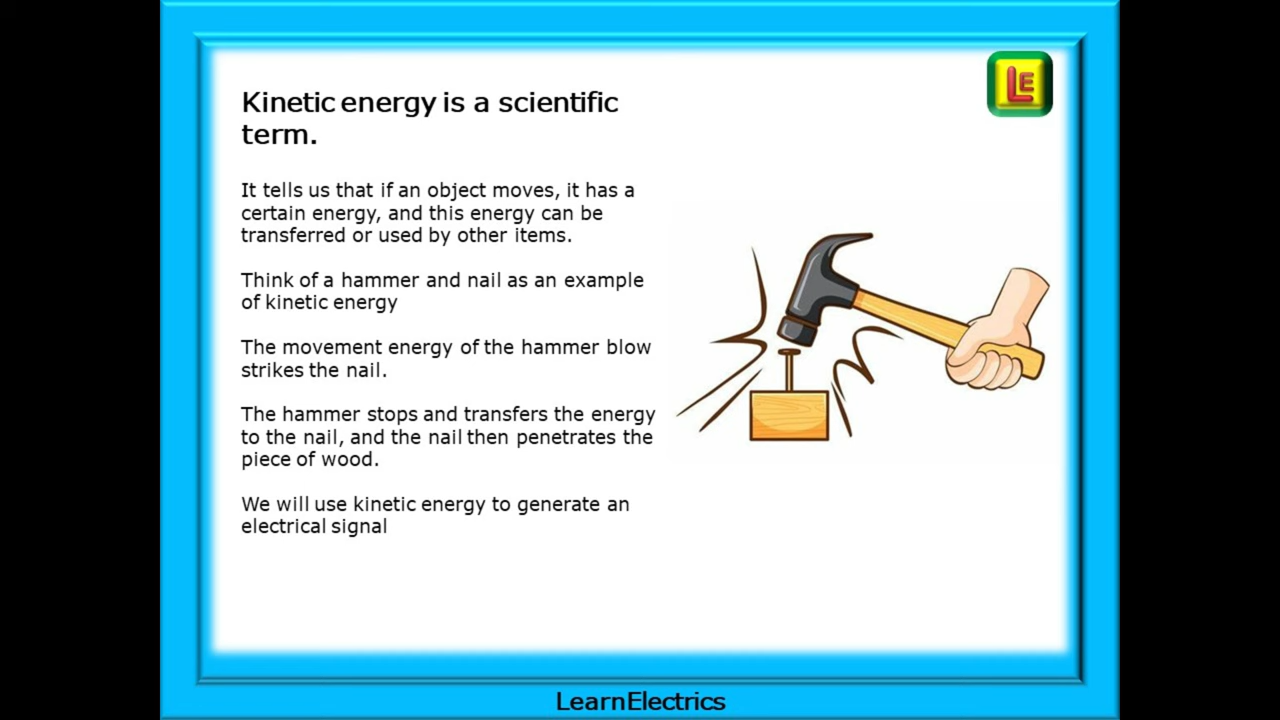 LE
Kinetic energy is a scientific
term.
It tells us that if an object moves, it has a
certain energy, and this energy can be
transferred or used by other items.
Think of a hammer and nail as an example
of kinetic energy
The movement energy of the hammer blow
strikes the nail.
The hammer stops and transfers the energy
to the nail, and the nail then penetrates the
piece of wood.
We will use kinetic energy to generate an
electrical signal
LearnElectrics